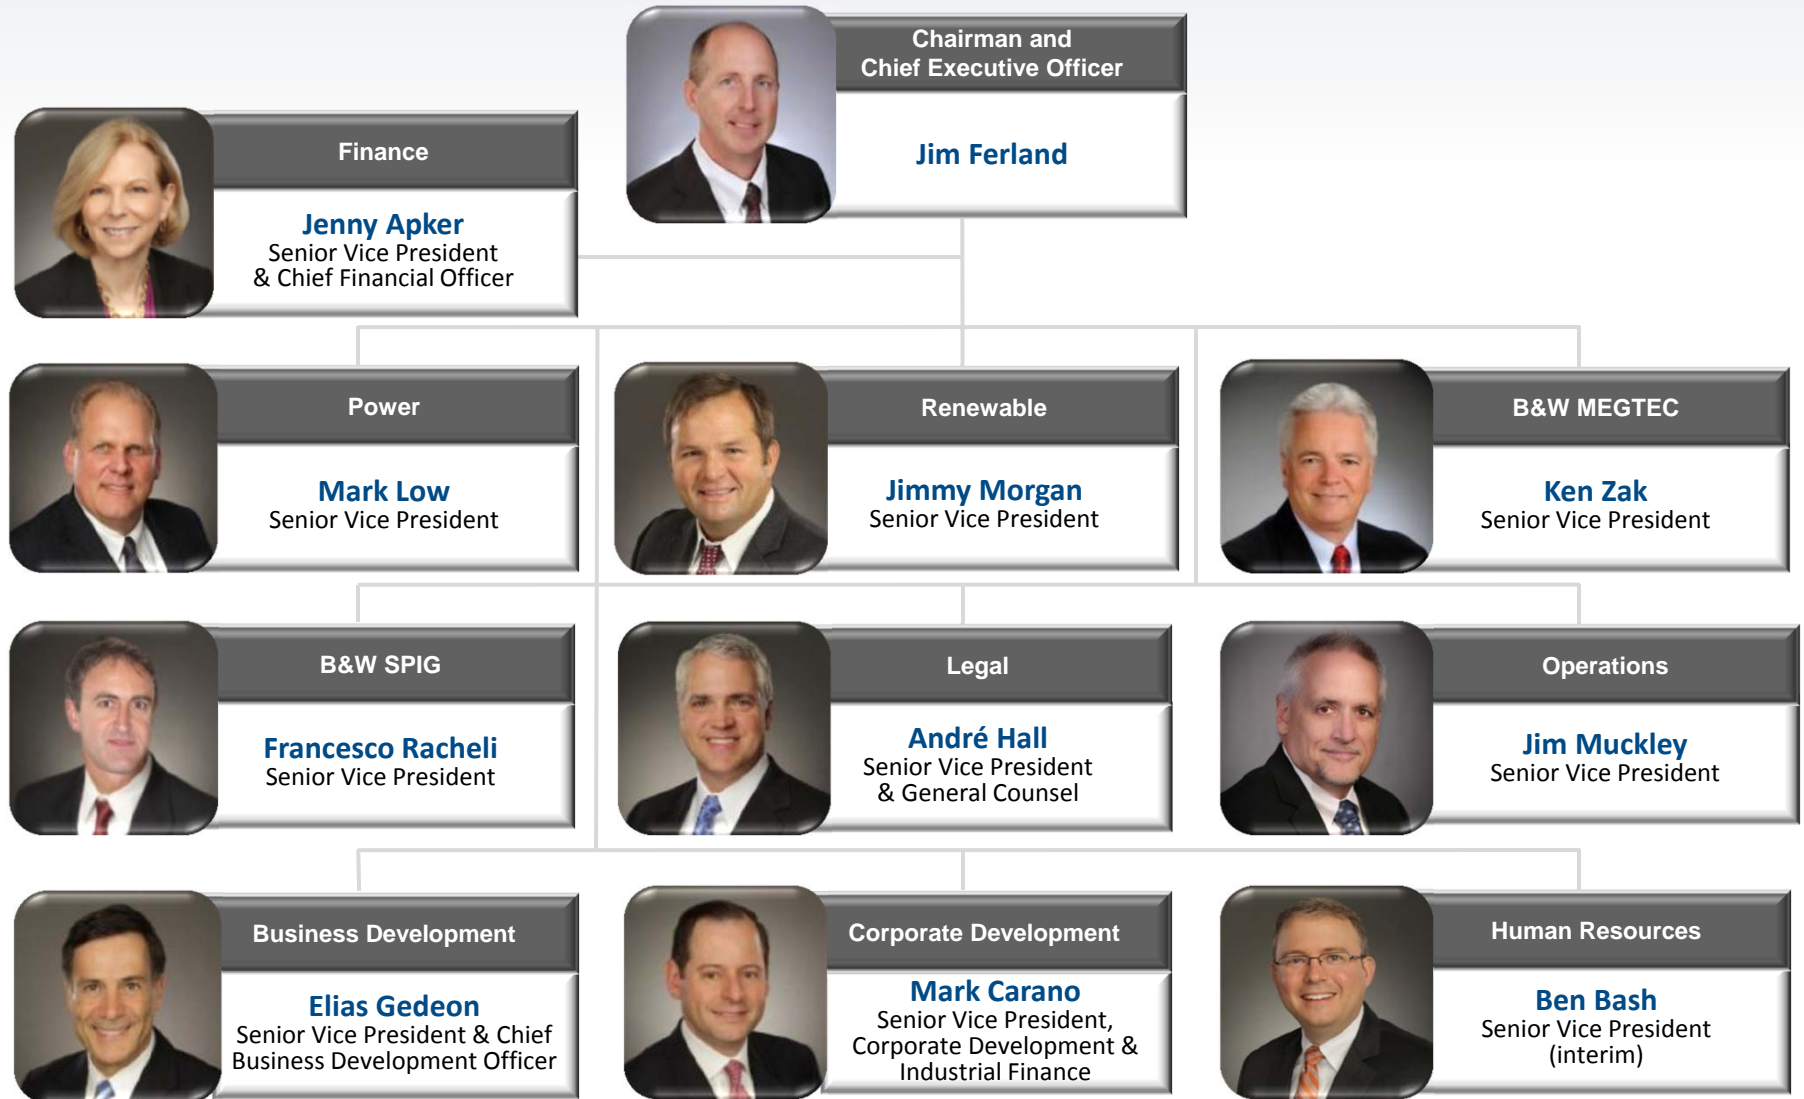 Chairman and
Chief Executive Officer
Jim Ferland
Finance
Jenny Apker
Senior Vice President
& Chief Financial Officer
Power
Mark Low
Senior Vice President
Renewable
Jimmy Morgan
Senior Vice President
B&W MEGTEC
Ken Zak
Senior Vice President
B&W SPIG
Francesco Racheli
Senior Vice President
Legal
André Hall
Senior Vice President
& General Counsel
Operations
Jim Muckley
Senior Vice President
Business Development
Elias Gedeon
Senior Vice President & Chief
Business Development Officer
Corporate Development
Mark Carano
Senior Vice President,
Corporate Development &
Industrial Finance
Human Resources
Ben Bash
Senior Vice President
(interim)